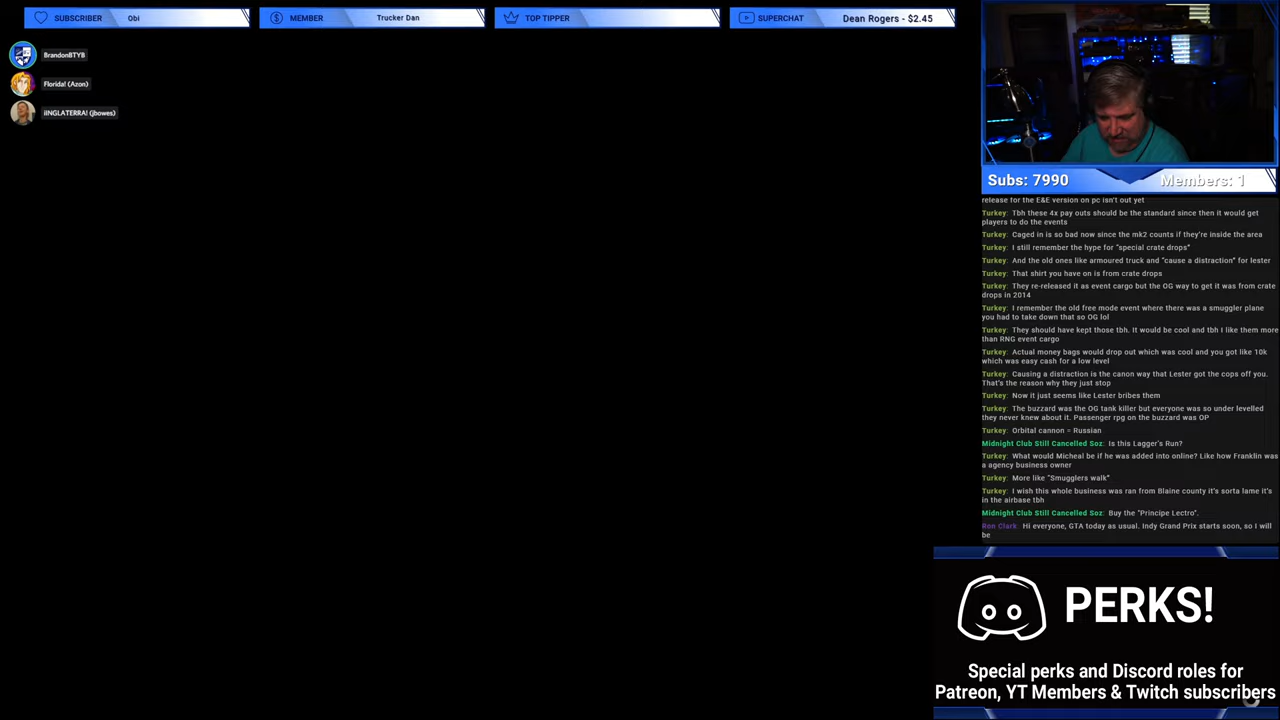 SUBSCRIBER Obi
MEMBER Trucker Dan
TOP TIPPER
SUPERCHAT Dean Rogers - $2.45
BrandonBTYB
Florida! (Azon)
iINGLATERRA! (jbowes)
Subs: 7990 Members: 1
release for the E&E version on pc isn't out yet
Turkey: Tbh these 4x pay outs should be the standard since then it would get
players to do the events
Turkey: Caged in is so bad now since the mk2 counts if they're inside the area
Turkey: I still remember the hype for "special crate drops"
Turkey: And the old ones like armoured truck and "cause a distraction" for lester
Turkey: That shirt you have on is from crate drops
Turkey: They re-released it as event cargo but the OG way to get it was from crate
drops in 2014
Turkey: I remember the old free mode event where there was a smuggler plane
you had to take down that so OG lol
Turkey: They should have kept those tbh. It would be cool and tbh I like them more
than RNG event cargo
Turkey: Actual money bags would drop out which was cool and you got like 10k
which was easy cash for a low level
Turkey: Causing a distraction is the canon way that Lester got the cops off you.
That's the reason why they just stop
Turkey: Now it just seems like Lester bribes them
Turkey: The buzzard was the OG tank killer but everyone was so under levelled
they never knew about it. Passenger rpg on the buzzard was OP
Turkey: Orbital cannon = Russian
Midnight Club Still Cancelled Soz: Is this Lagger's Run?
Turkey: What would Micheal be if he was added into online? Like how Franklin was
a agency business owner
Turkey: More like "Smugglers walk"
Turkey: I wish this whole business was ran from Blaine county it's sorta lame it's
in the airbase tbh
Midnight Club Still Cancelled Soz: Buy the "Principe Lectro".
Ron Clark: Hi everyone, GTA today as usual. Indy Grand Prix starts soon, so I will
be
PERKS!
Special perks and Discord roles for
Patreon, YT Members & Twitch subscribers